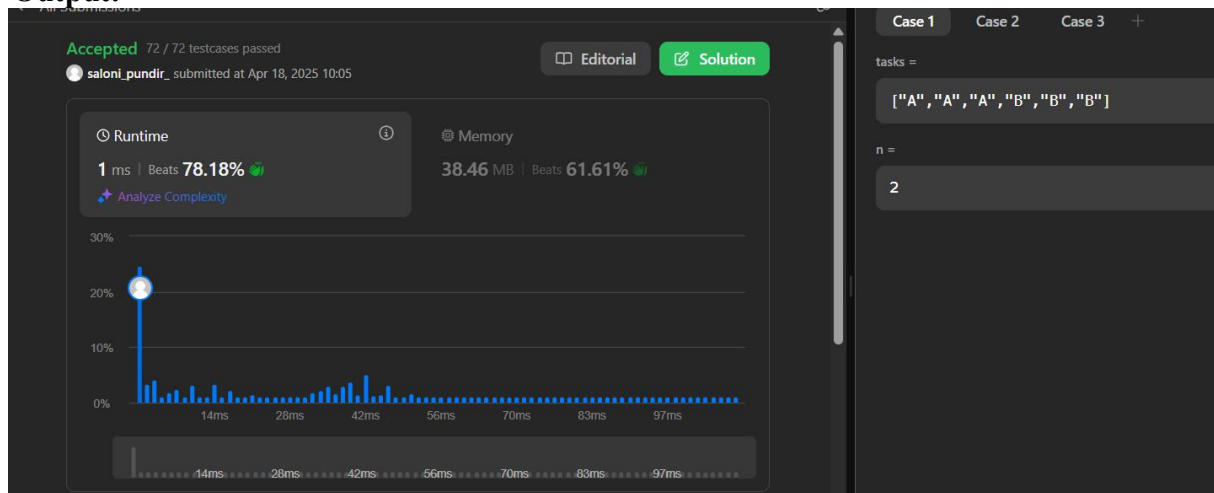 Accepted 72 / 72 testcases passed
saloni_pundir_ submitted at Apr 18, 2025 10:05
Editorial
Solution
Runtime
1 ms | Beats 78.18%
Analyze Complexity
Memory
38.46 MB | Beats 61.61%
30%
20%
10%
0%
14ms 28ms 42ms 56ms 70ms 83ms 97ms
14ms 28ms 42ms 56ms 70ms 83ms 97ms
Case 1 Case 2 Case 3 +
tasks =
["A","A","A","B","B","B"]
n =
2